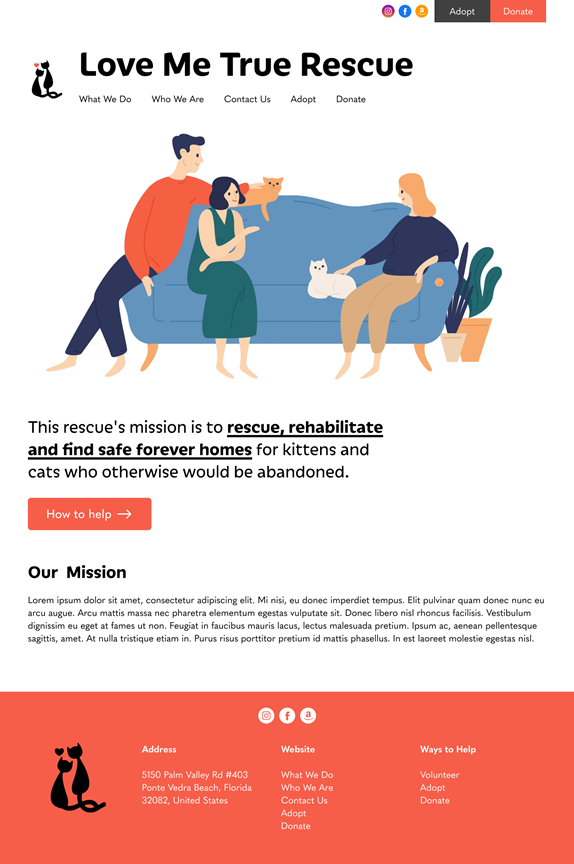 Adopt Donate
Love Me True Rescue
What We Do Who We Are Contact Us Adopt Donate
This rescue's mission is to rescue, rehabilitate
and find safe forever homes for kittens and
cats who otherwise would be abandoned.
How to help →
Our Mission
Lorem ipsum dolor sit amet, consectetur adipiscing elit. Mi nisi, eu donec imperdiet tempus. Elit pulvinar quam donec nunc eu
arcu augue. Arcu mattis massa nec pharetra elementum egestas vulputate sit. Donec libero nisl rhoncus facilisis. Vestibulum
dignissim eu eget at fames ut non. Feugiat in faucibus mauris lacus, lectus malesuada pretium. Ipsum ac, aenean pellentesque
sagittis, amet. At nulla tristique etiam in. Purus risus porttitor pretium id mattis phasellus. In est laoreet molestie egestas nisl.
Address
5150 Palm Valley Rd #403
Ponte Vedra Beach, Florida
32082, United States
Website
What We Do
Who We Are
Contact Us
Adopt
Donate
Ways to Help
Volunteer
Adopt
Donate